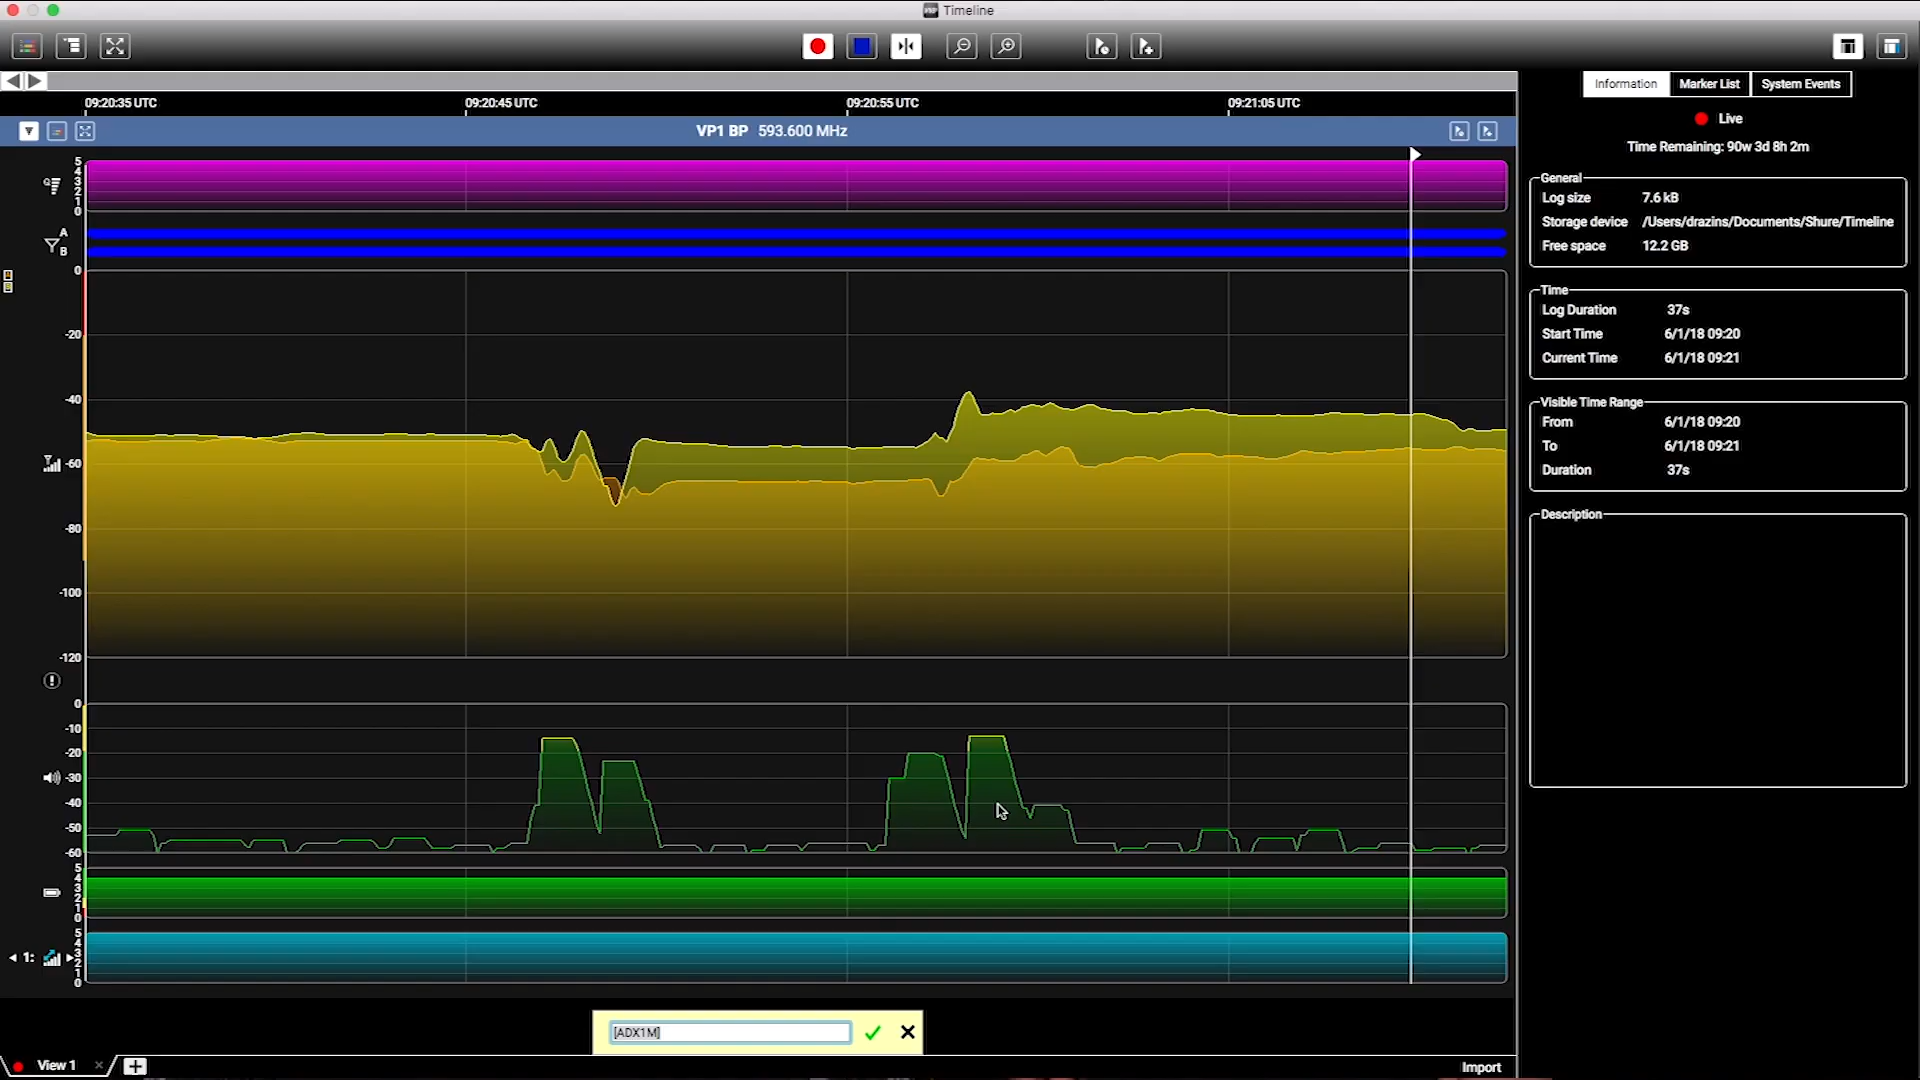 Timeline
09:20:35 UTC 09:20:45 UTC 09:20:55 UTC 09:21:05 UTC
VP1 BP 593.600 MHz
5
4
3
2
1
0
A
B
0
-20
-40
-60
-80
-100
-120
0
-10
-20
-30
-40
-50
-60
5
4
3
2
1
0
1:
5
4
3
2
1
0
[ADX1M]
View 1
Import
Information Marker List System Events
Live
Time Remaining: 90w 3d 8h 2m
General
Log size 7.6 kB
Storage device /Users/drazins/Documents/Shure/Timeline
Free space 12.2 GB
Time
Log Duration 37s
Start Time 6/1/18 09:20
Current Time 6/1/18 09:21
Visible Time Range
From 6/1/18 09:20
To 6/1/18 09:21
Duration 37s
Description